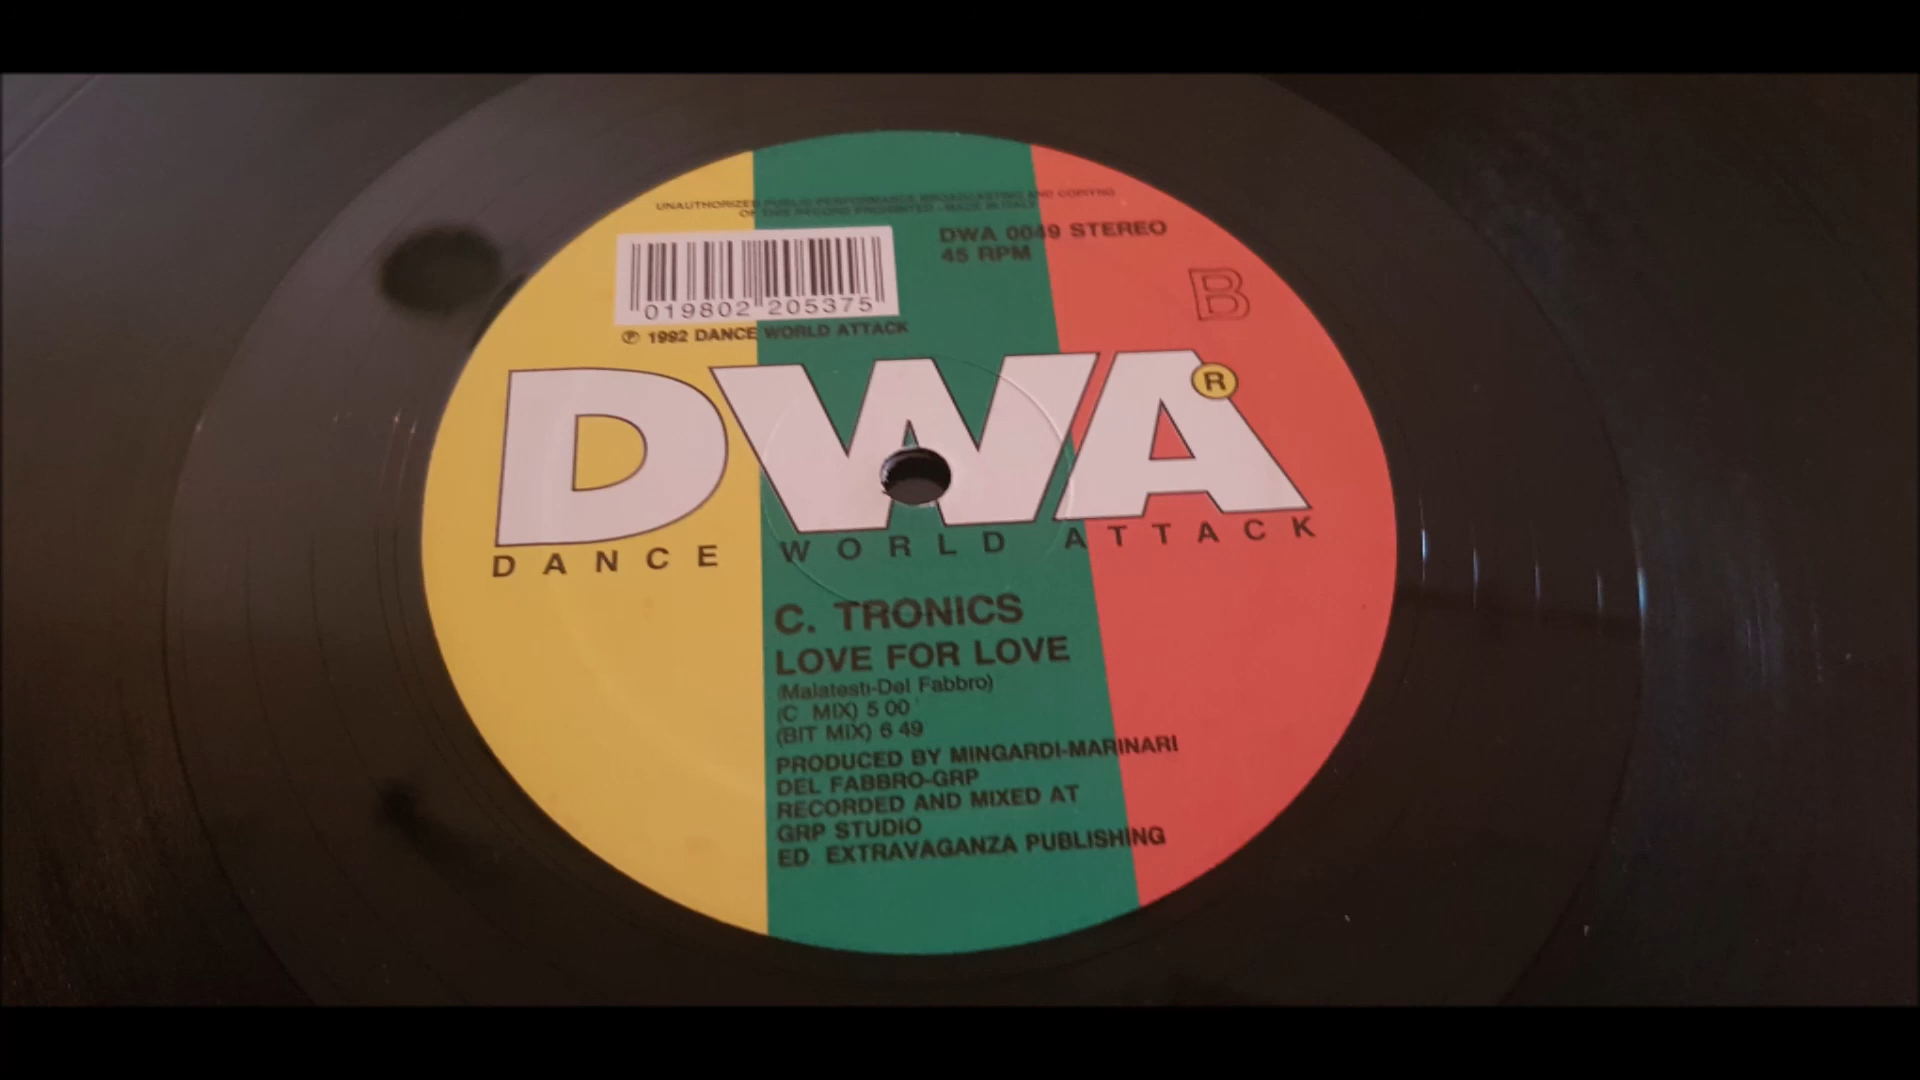 UNAUTHORIZED PUBLIC PERFORMANCE BROADCASTING AND COPYING
OF THIS RECORD PROHIBITED - MADE IN ITALY
DWA 0049 STEREO
45 RPM
B
019802 205375
℗ 1992 DANCE WORLD ATTACK
DWA ®
DANCE WORLD ATTACK
C. TRONICS
LOVE FOR LOVE
(Malatesti-Del Fabbro)
(C MIX) 5 00
(BIT MIX) 6 49
PRODUCED BY MINGARDI-MARINARI
DEL FABBRO-GRP
RECORDED AND MIXED AT
GRP STUDIO
ED EXTRAVAGANZA PUBLISHING